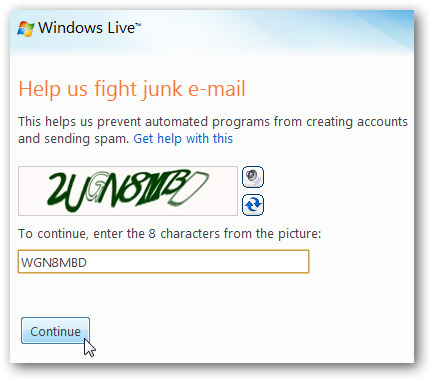 Windows Live™
Help us fight junk e-mail
This helps us prevent automated programs from creating accounts
and sending spam. Get help with this
2WGN8MBD
To continue, enter the 8 characters from the picture:
WGN8MBD
Continue